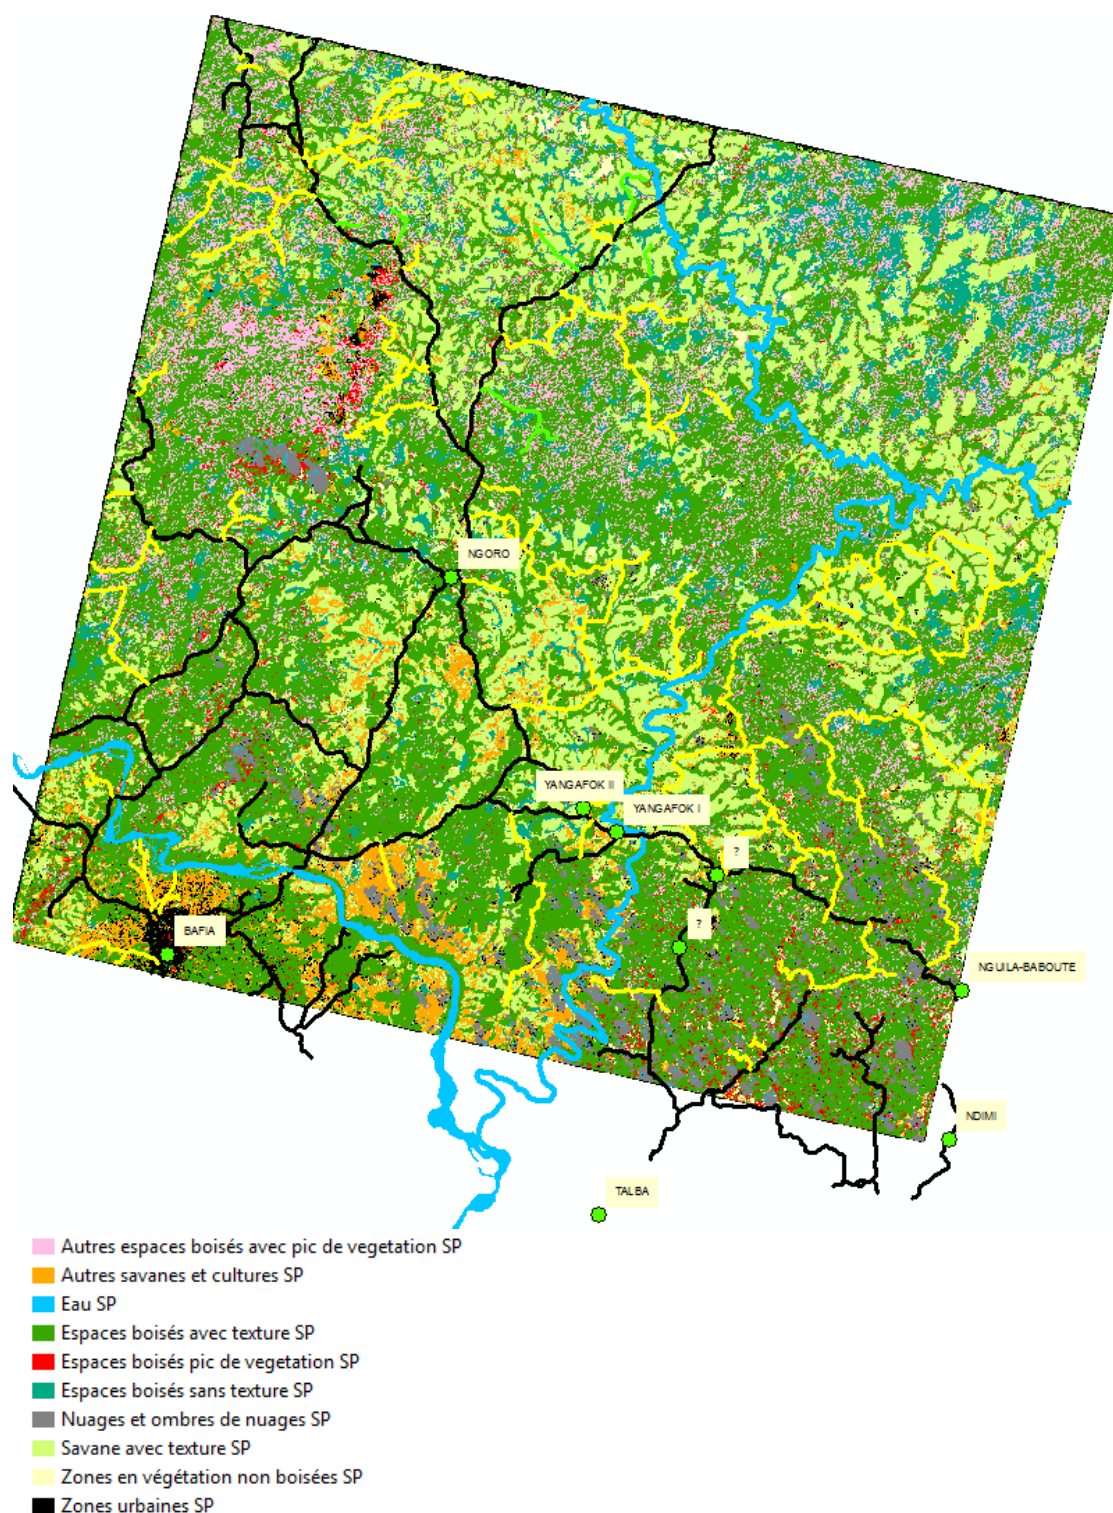 NGORO
YANGAFOK II
YANGAFOK I
?
?
BAFIA
NGUILA-BABOUTE
NDIMI
TALBA
Autres espaces boisés avec pic de vegetation SP
Autres savanes et cultures SP
Eau SP
Espaces boisés avec texture SP
Espaces boisés pic de vegetation SP
Espaces boisés sans texture SP
Nuages et ombres de nuages SP
Savane avec texture SP
Zones en végétation non boisées SP
Zones urbaines SP